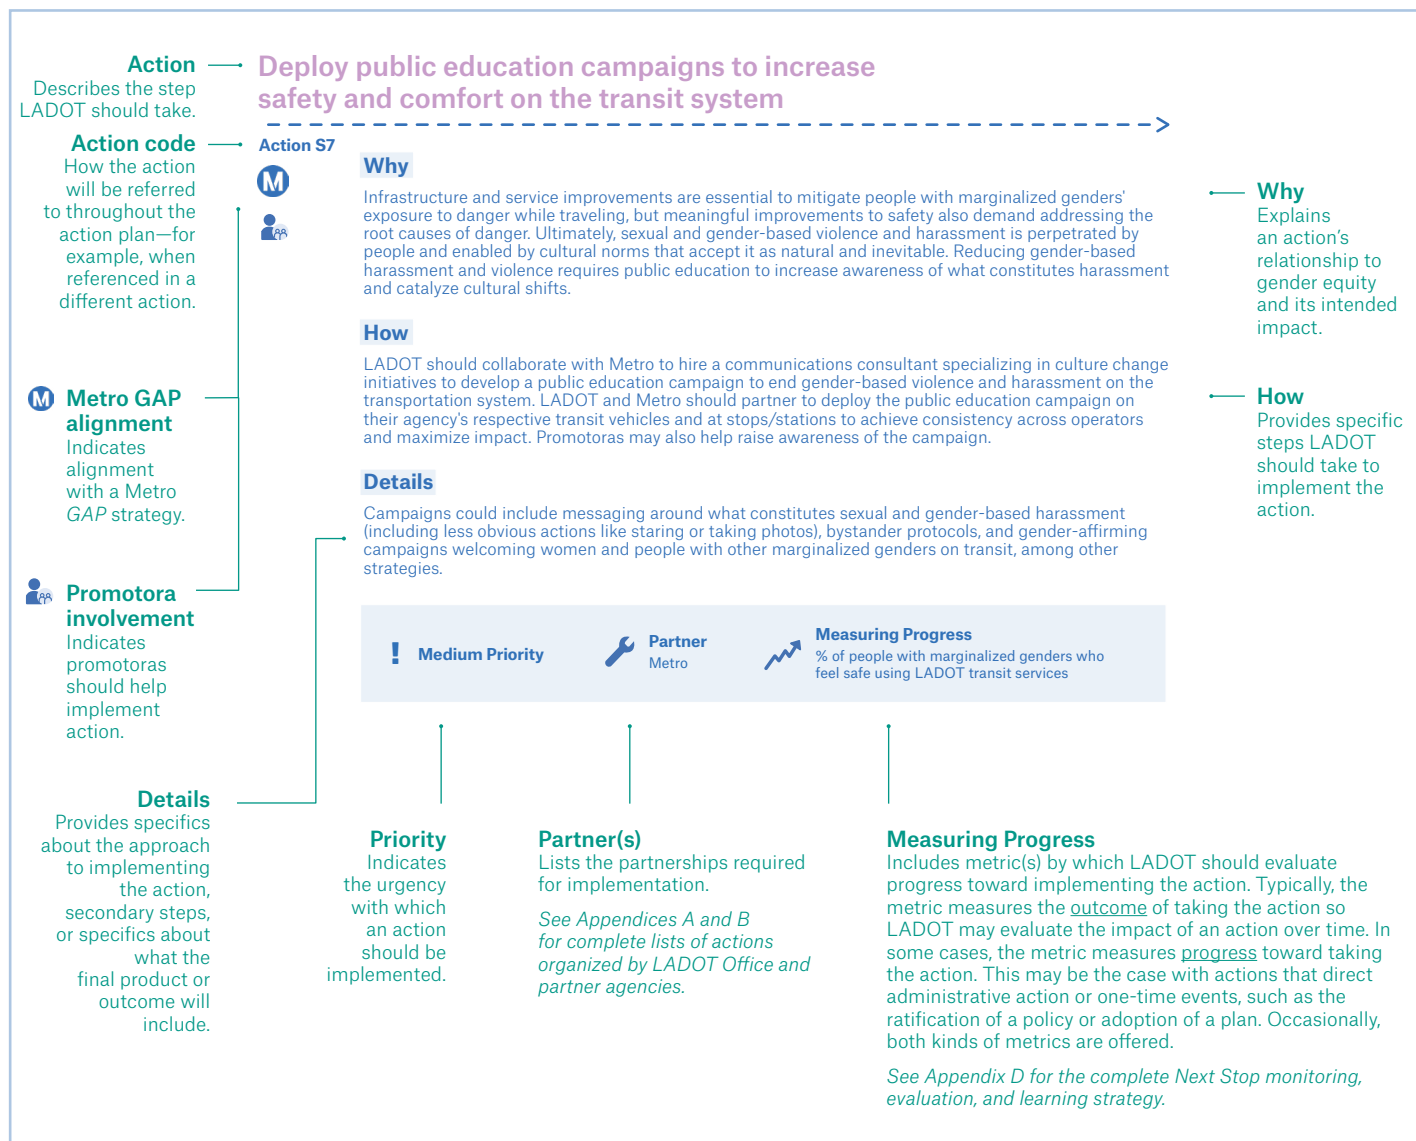 Action
Describes the step
LADOT should take.
Deploy public education campaigns to increase
safety and comfort on the transit system
Action code
How the action
will be referred
to throughout the
action plan—for
example, when
referenced in a
different action.
Action S7
M
Why
Infrastructure and service improvements are essential to mitigate people with marginalized genders'
exposure to danger while traveling, but meaningful improvements to safety also demand addressing the
root causes of danger. Ultimately, sexual and gender-based violence and harassment is perpetrated by
people and enabled by cultural norms that accept it as natural and inevitable. Reducing gender-based
harassment and violence requires public education to increase awareness of what constitutes harassment
and catalyze cultural shifts.
Why
Explains
an action's
relationship to
gender equity
and its intended
impact.
How
LADOT should collaborate with Metro to hire a communications consultant specializing in culture change
initiatives to develop a public education campaign to end gender-based violence and harassment on the
transportation system. LADOT and Metro should partner to deploy the public education campaign on
their agency's respective transit vehicles and at stops/stations to achieve consistency across operators
and maximize impact. Promotoras may also help raise awareness of the campaign.
How
Provides specific
steps LADOT
should take to
implement the
action.
M
Metro GAP
alignment
Indicates
alignment
with a Metro
GAP strategy.
Details
Campaigns could include messaging around what constitutes sexual and gender-based harassment
(including less obvious actions like staring or taking photos), bystander protocols, and gender-affirming
campaigns welcoming women and people with other marginalized genders on transit, among other
strategies.
Promotora
involvement
Indicates
promotoras
should help
implement
action.
! Medium Priority
Partner
Metro
Measuring Progress
% of people with marginalized genders who
feel safe using LADOT transit services
Details
Provides specifics
about the approach
to implementing
the action,
secondary steps,
or specifics about
what the
final product or
outcome will
include.
Priority
Indicates
the urgency
with which
an action
should be
implemented.
Partner(s)
Lists the partnerships required
for implementation.
See Appendices A and B
for complete lists of actions
organized by LADOT Office and
partner agencies.
Measuring Progress
Includes metric(s) by which LADOT should evaluate
progress toward implementing the action. Typically, the
metric measures the outcome of taking the action so
LADOT may evaluate the impact of an action over time. In
some cases, the metric measures progress toward taking
the action. This may be the case with actions that direct
administrative action or one-time events, such as the
ratification of a policy or adoption of a plan. Occasionally,
both kinds of metrics are offered.
See Appendix D for the complete Next Stop monitoring,
evaluation, and learning strategy.